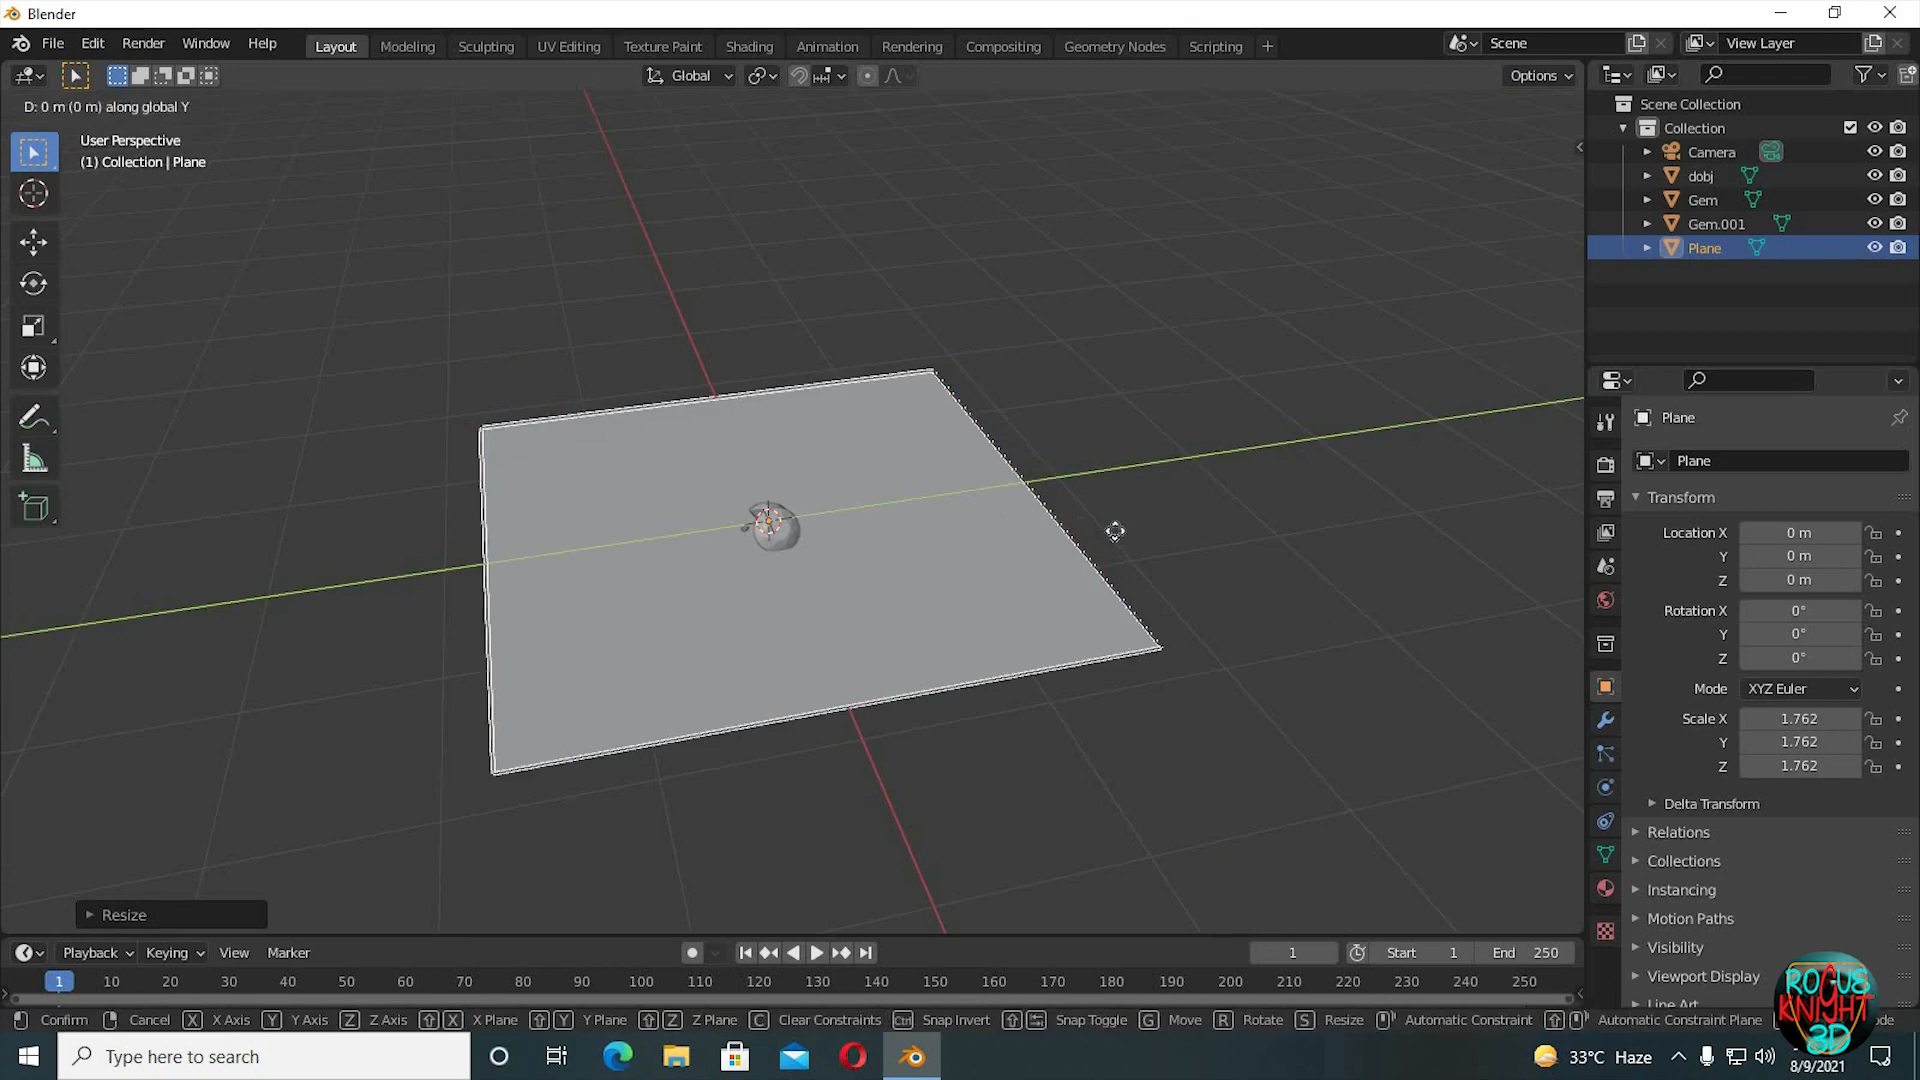 Blender
File Edit Render Window Help Layout Modeling Sculpting UV Editing Texture Paint Shading Animation Rendering Compositing Geometry Nodes Scripting + Scene View Layer
Global Options
D: 0 m (0 m) along global Y
User Perspective
(1) Collection | Plane
Scene Collection
Collection
Camera
dobj
Gem
Gem.001
Plane
Plane
Plane
Transform
Location X 0 m
Y 0 m
Z 0 m
Rotation X 0°
Y 0°
Z 0°
Mode XYZ Euler
Scale X 1.762
Y 1.762
Z 1.762
Delta Transform
Relations
Collections
Instancing
Motion Paths
Visibility
Viewport Display
Line Art
Resize
Playback Keying View Marker 1 Start 1 End 250
1 10 20 30 40 50 60 70 80 90 100 110 120 130 140 150 160 170 180 190 200 210 220 230 240 250
Confirm Cancel X X Axis Y Y Axis Z Z Axis X X Plane Y Y Plane Z Z Plane C Clear Constraints Ctrl Snap Invert Snap Toggle G Move R Rotate S Resize Automatic Constraint Automatic Constraint Plane
ROGUE
KNIGHT
3D
Type here to search
33°C Haze
8/9/2021